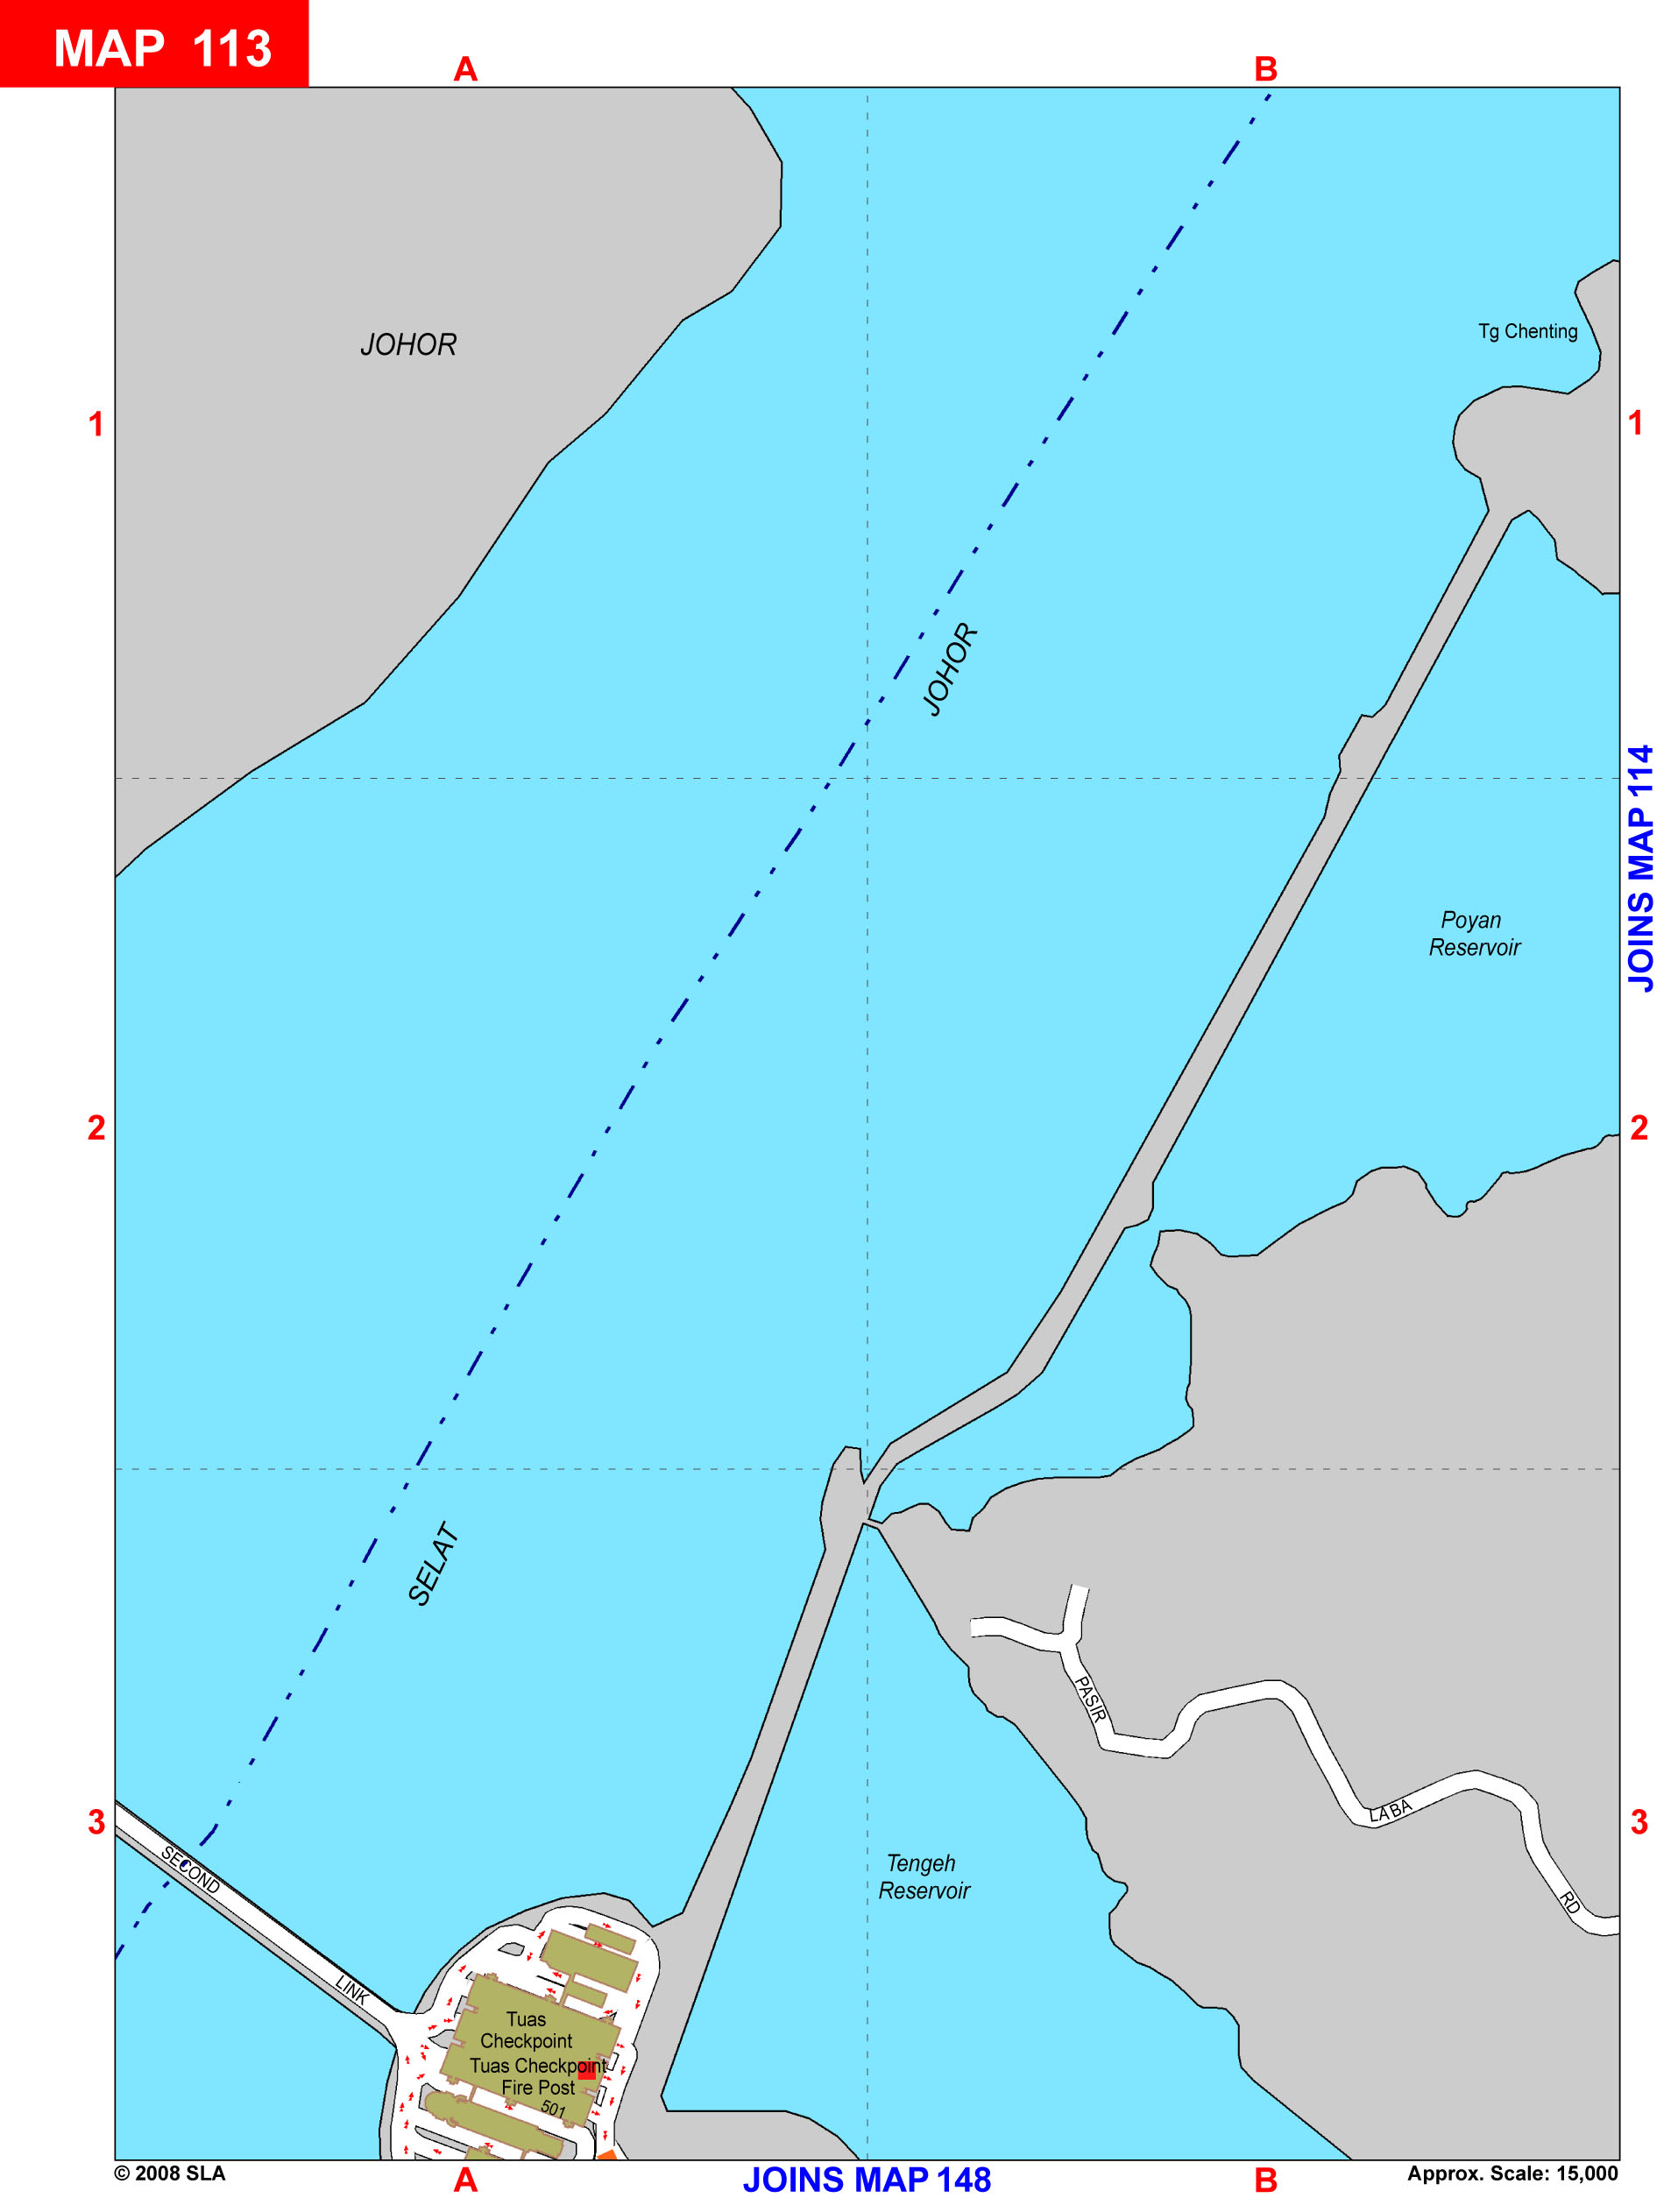 MAP 113
A
B
JOHOR
Tg Chenting
1
1
JOHOR
JOINS MAP 114
Poyan
Reservoir
2
2
SELAT
PASIR
LABA
RD
3
3
SECOND
LINK
Tengeh
Reservoir
Tuas
Checkpoint
Tuas Checkpoint
Fire Post
501
© 2008 SLA
A
JOINS MAP 148
B
Approx. Scale: 15,000